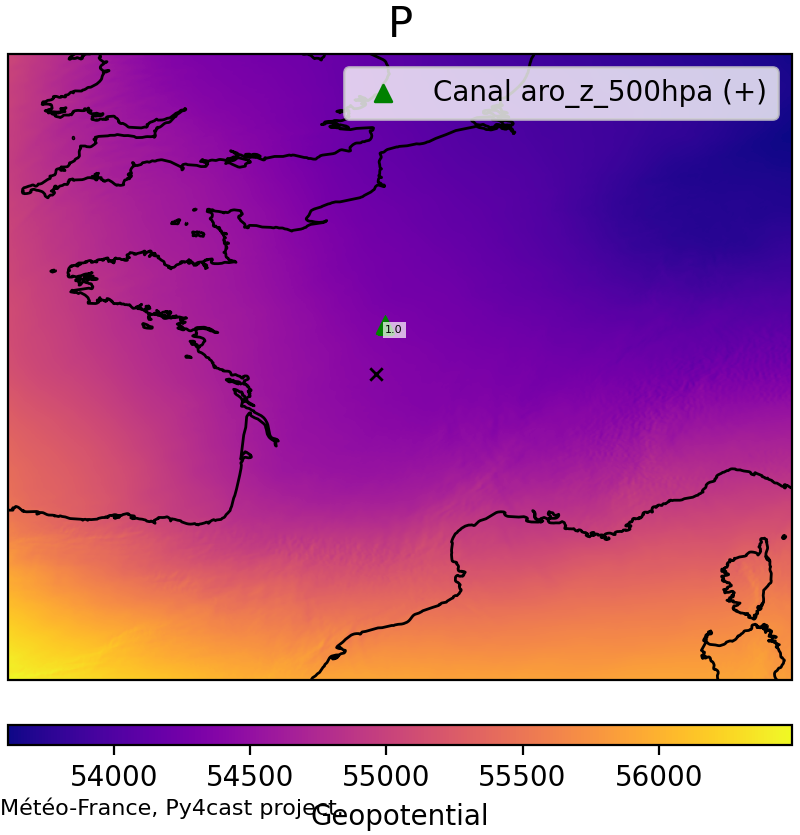 P
Canal aro_z_500hpa (+)
1.0
54000 54500 55000 55500 56000
Météo-France, Py4cast project.
Geopotential